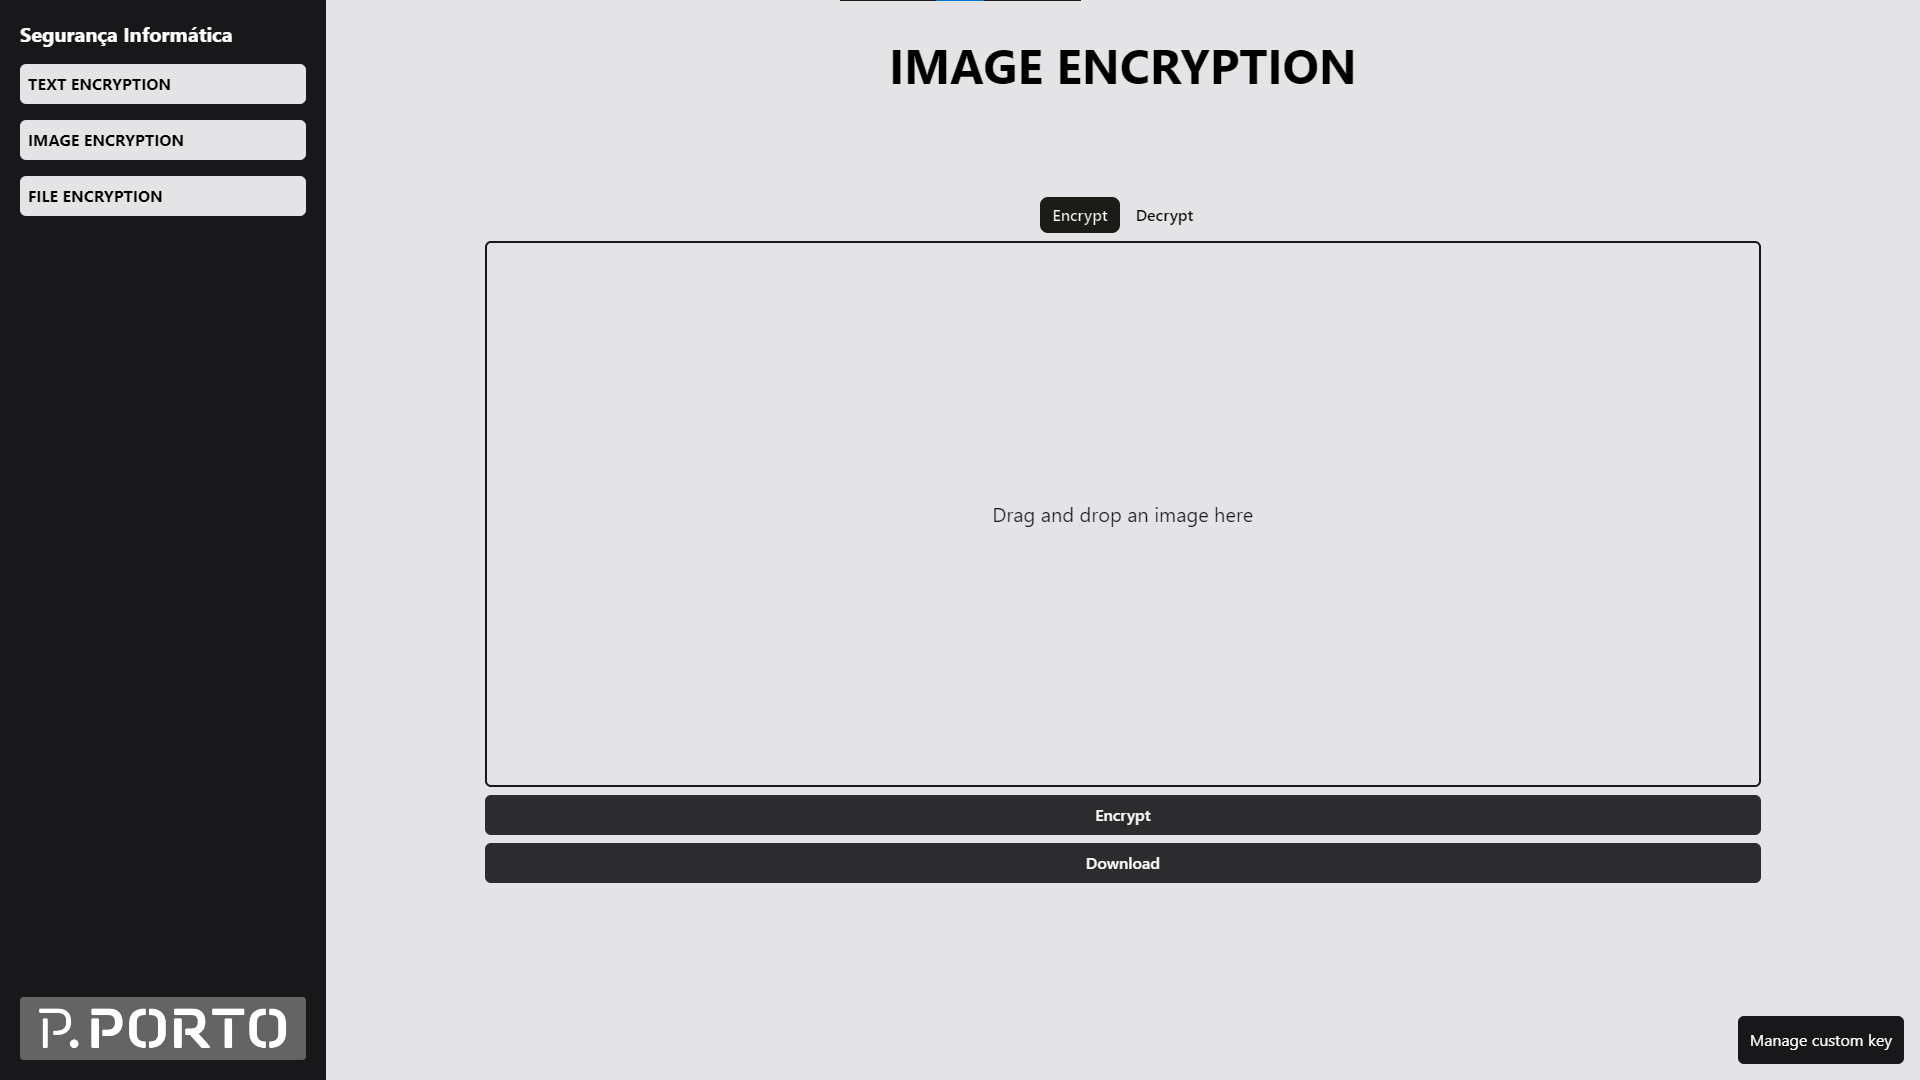 Segurança Informática
TEXT ENCRYPTION
IMAGE ENCRYPTION
FILE ENCRYPTION
P.PORTO
IMAGE ENCRYPTION
Encrypt Decrypt
Drag and drop an image here
Encrypt
Download
Manage custom key